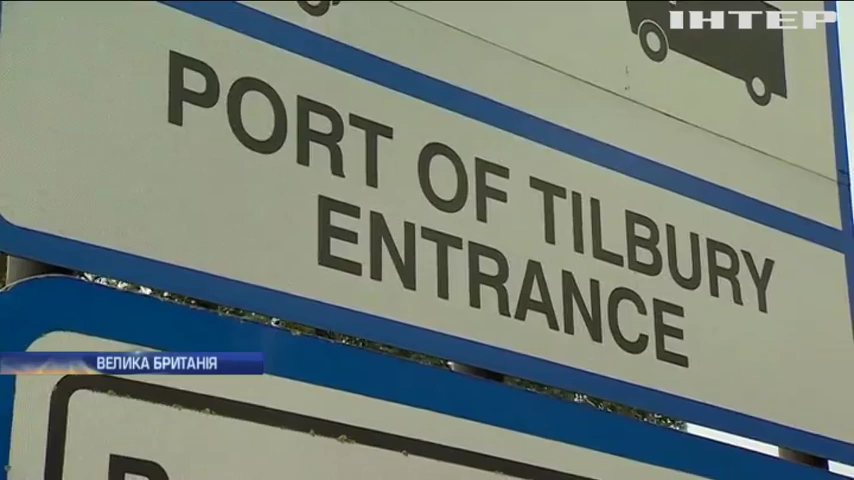 ІНТЕР
PORT OF TILBURY
ENTRANCE
ВЕЛИКА БРИТАНІЯ